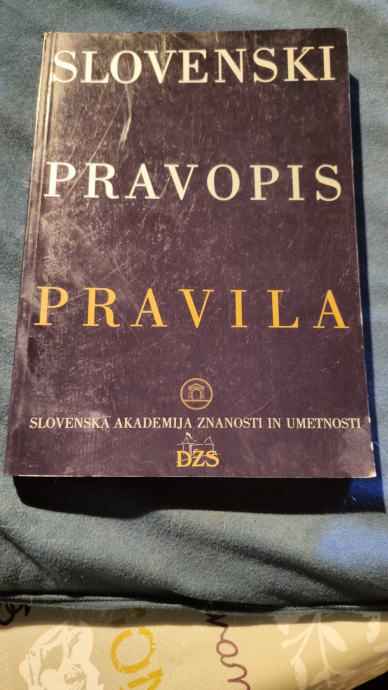 SLOVENSKI
PRAVOPIS
PRAVILA
SLOVENSKA AKADEMIJA ZNANOSTI IN UMETNOSTI
DZS